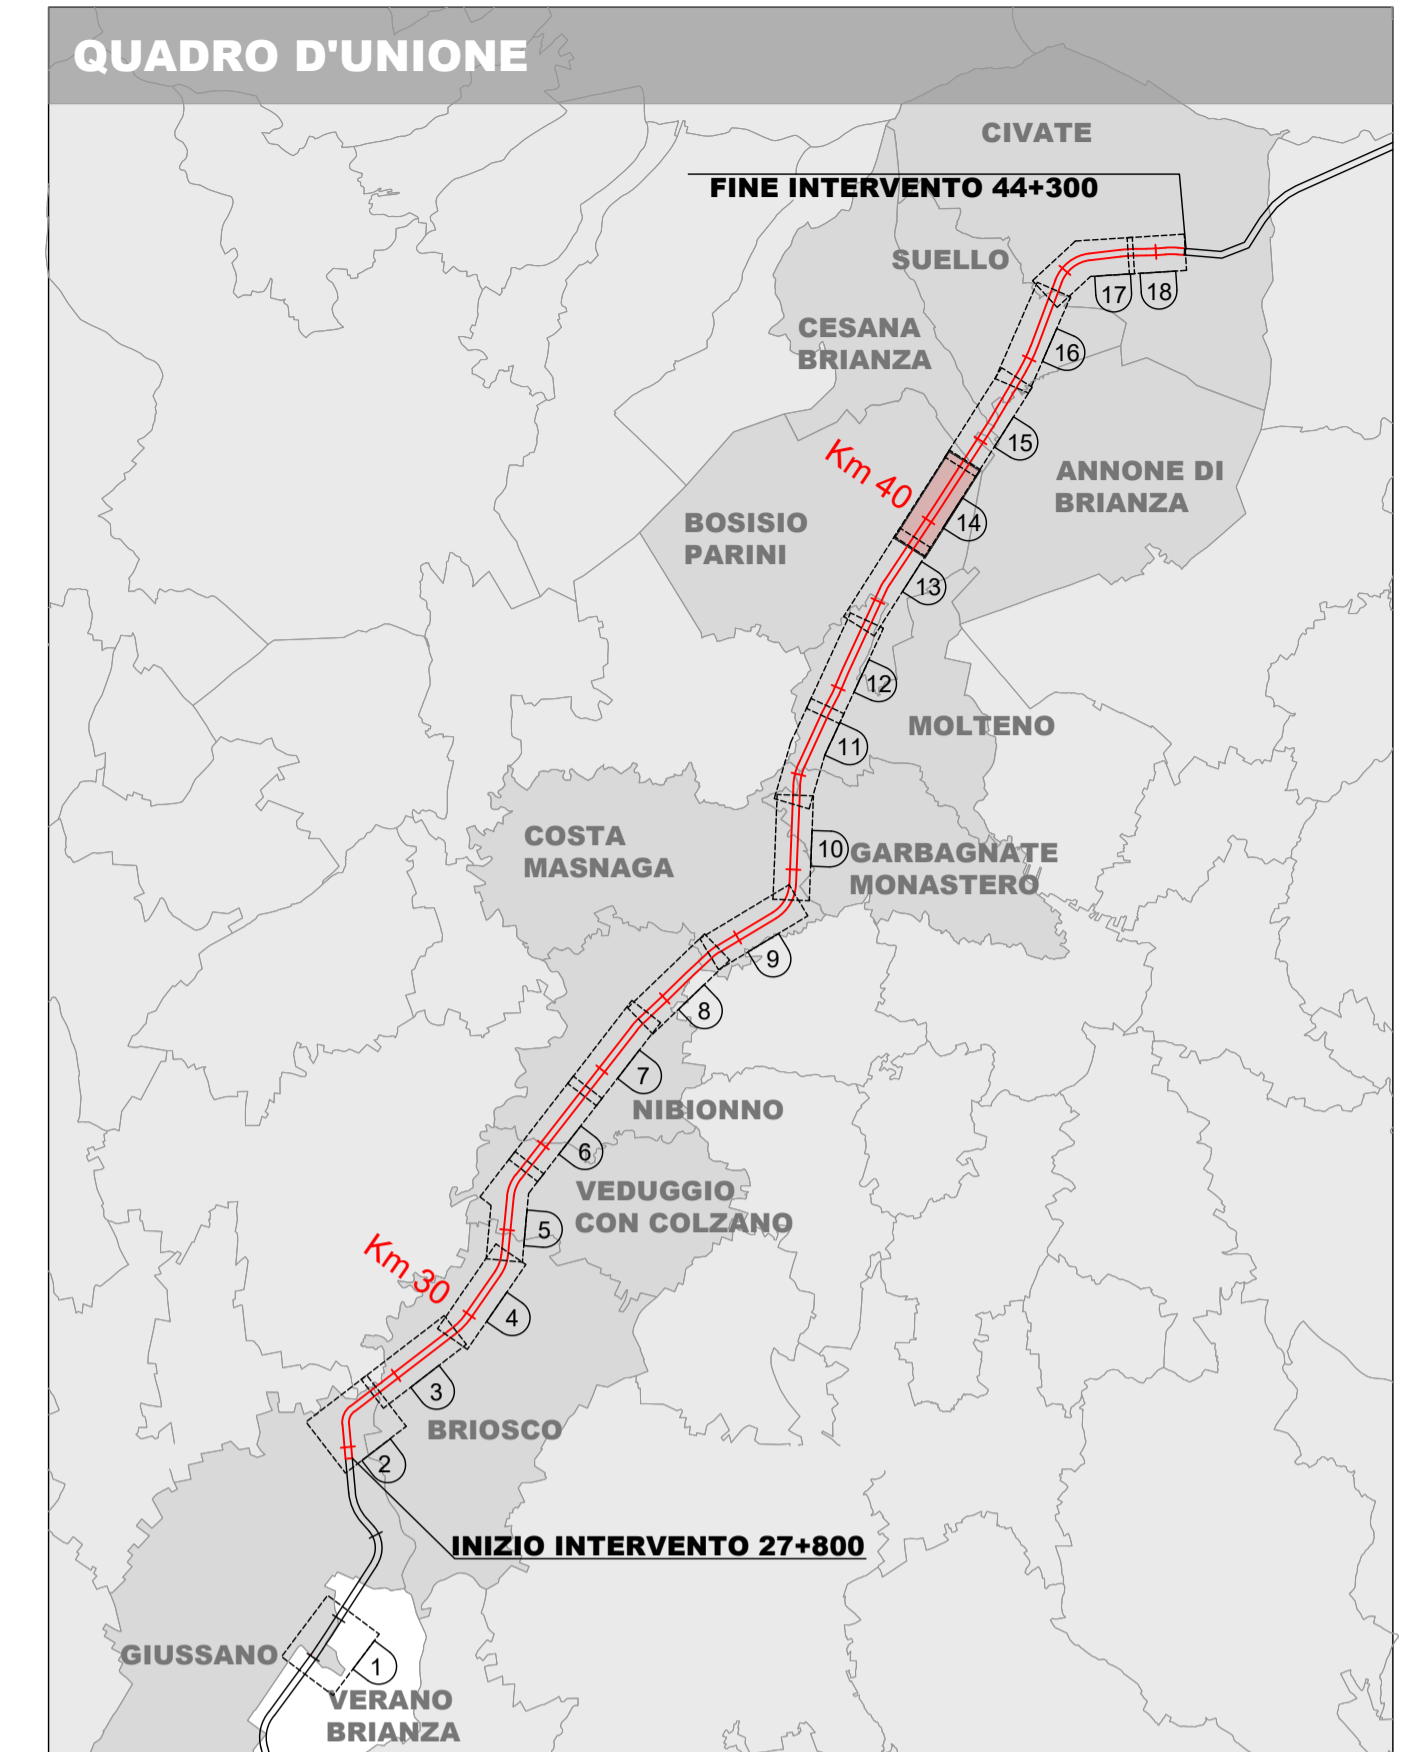 QUADRO D'UNIONE
CIVATE
FINE INTERVENTO 44+300
SUELLO
17
18
CESANA
BRIANZA
16
15
Km 40
ANNONE DI
BRIANZA
BOSISIO
PARINI
14
13
12
MOLTENO
11
COSTA
MASNAGA
10
GARBAGNATE
MONASTERO
9
8
7
NIBIONNO
6
VEDUGGIO
CON COLZANO
5
Km 30
4
3
BRIOSCO
2
INIZIO INTERVENTO 27+800
GIUSSANO
1
VERANO
BRIANZA